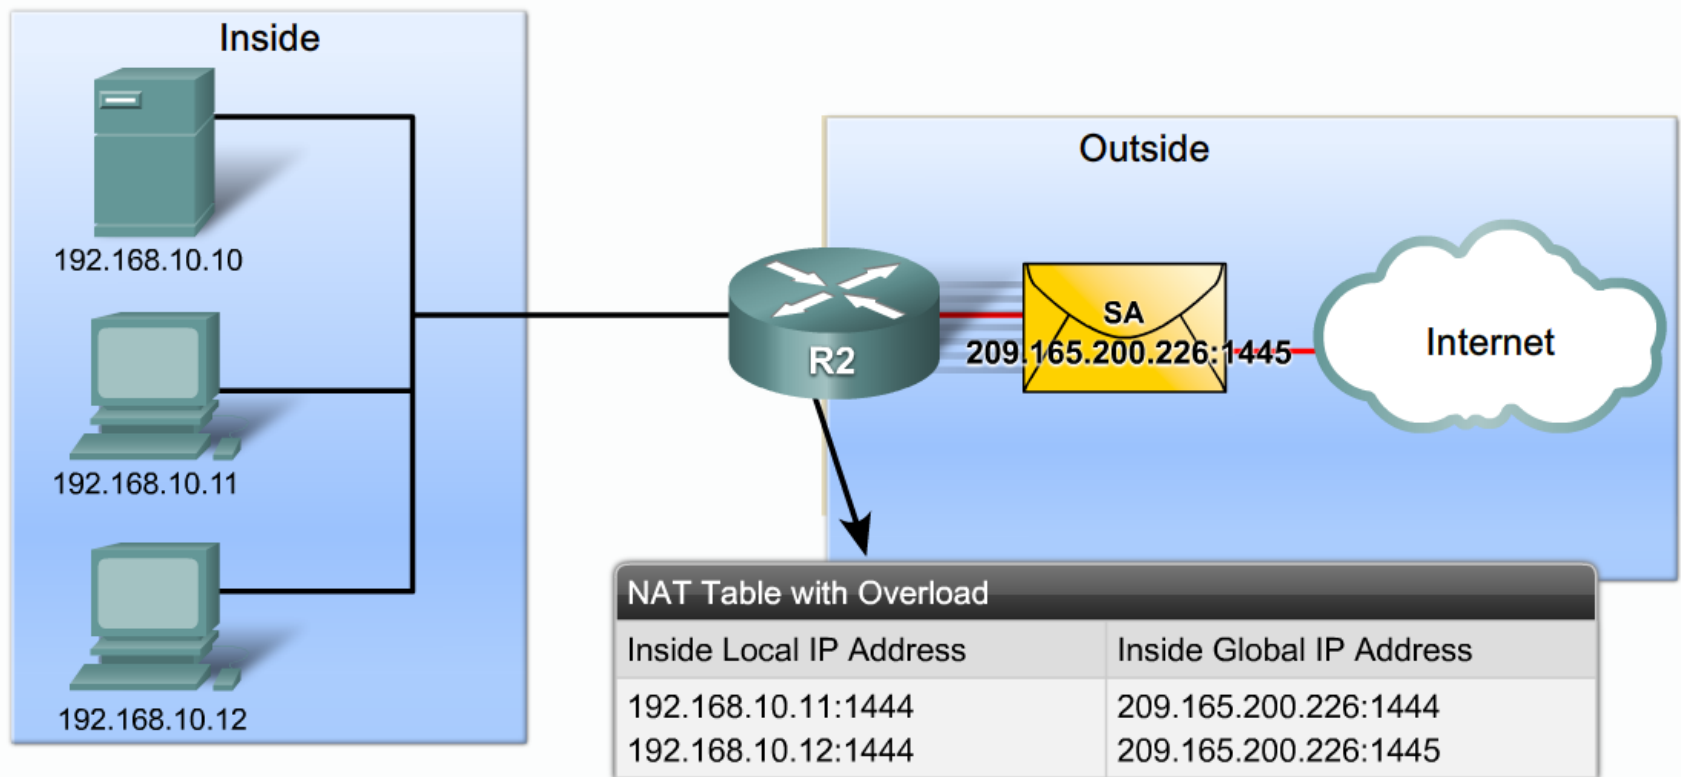 Inside
192.168.10.10
192.168.10.11
192.168.10.12
Outside
R2
SA
209.165.200.226:1445
Internet
NAT Table with Overload
Inside Local IP Address Inside Global IP Address
192.168.10.11:1444 209.165.200.226:1444
192.168.10.12:1444 209.165.200.226:1445